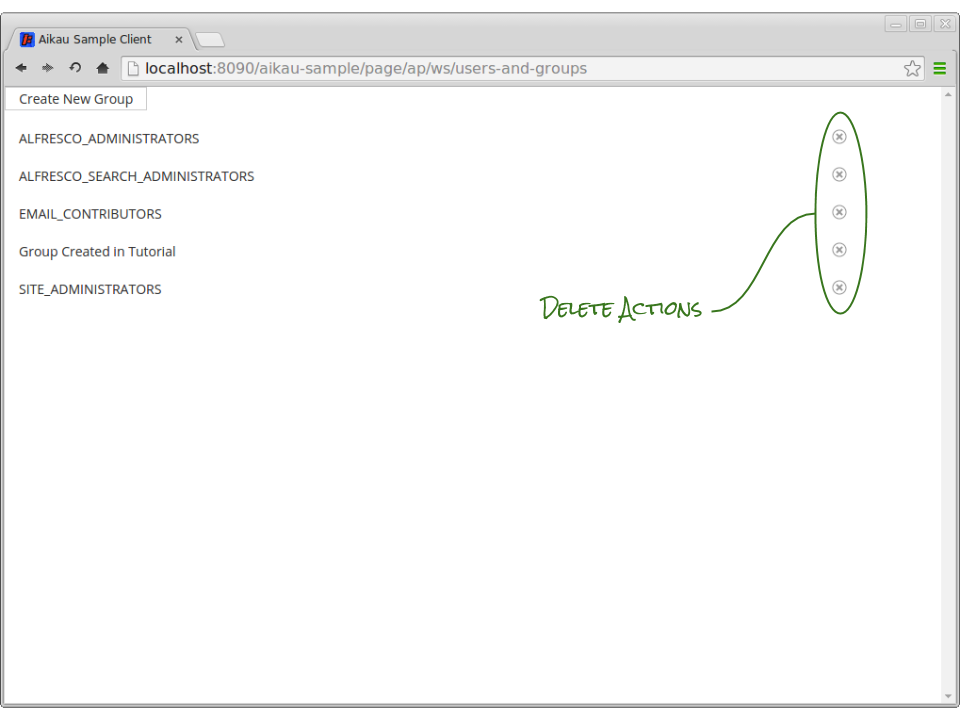 Aikau Sample Client
localhost:8090/aikau-sample/page/ap/ws/users-and-groups
Create New Group
ALFRESCO_ADMINISTRATORS
ALFRESCO_SEARCH_ADMINISTRATORS
EMAIL_CONTRIBUTORS
Group Created in Tutorial
SITE_ADMINISTRATORS
Delete Actions